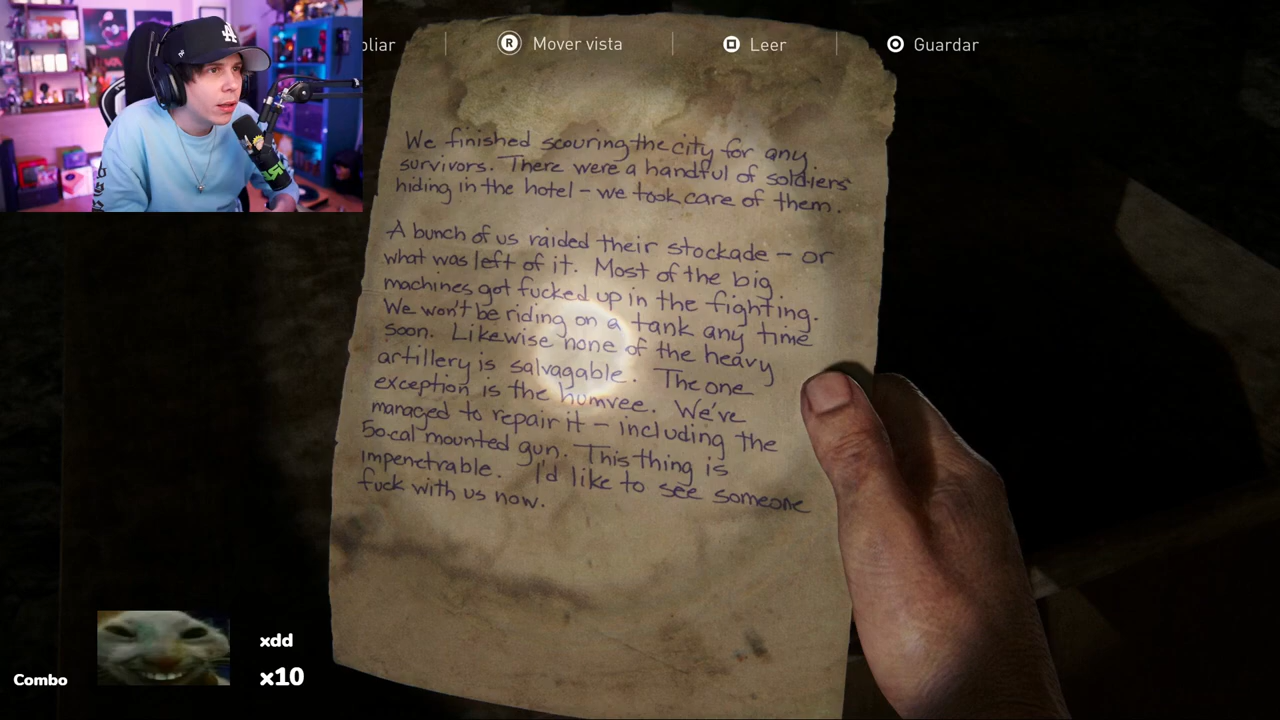 pliar
R Mover vista
Leer
Guardar
We finished scouring the city for any
survivors. There were a handful of soldiers
hiding in the hotel - we took care of them.
A bunch of us raided their stockade - or
what was left of it. Most of the big
machines got fucked up in the fighting.
We won't be riding on a tank any time
soon. Likewise none of the heavy
artillery is salvagable. The one
exception is the humvee. We've
managed to repair it - including the
50.cal mounted gun. This thing is
impenetrable. I'd like to see someone
fuck with us now.
xdd
Combo
x10